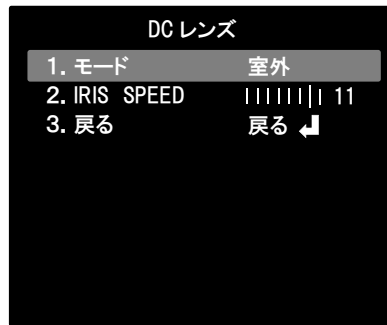 DC レンズ
1. モード 室外
2. IRIS SPEED 11
3. 戻る 戻る ↲